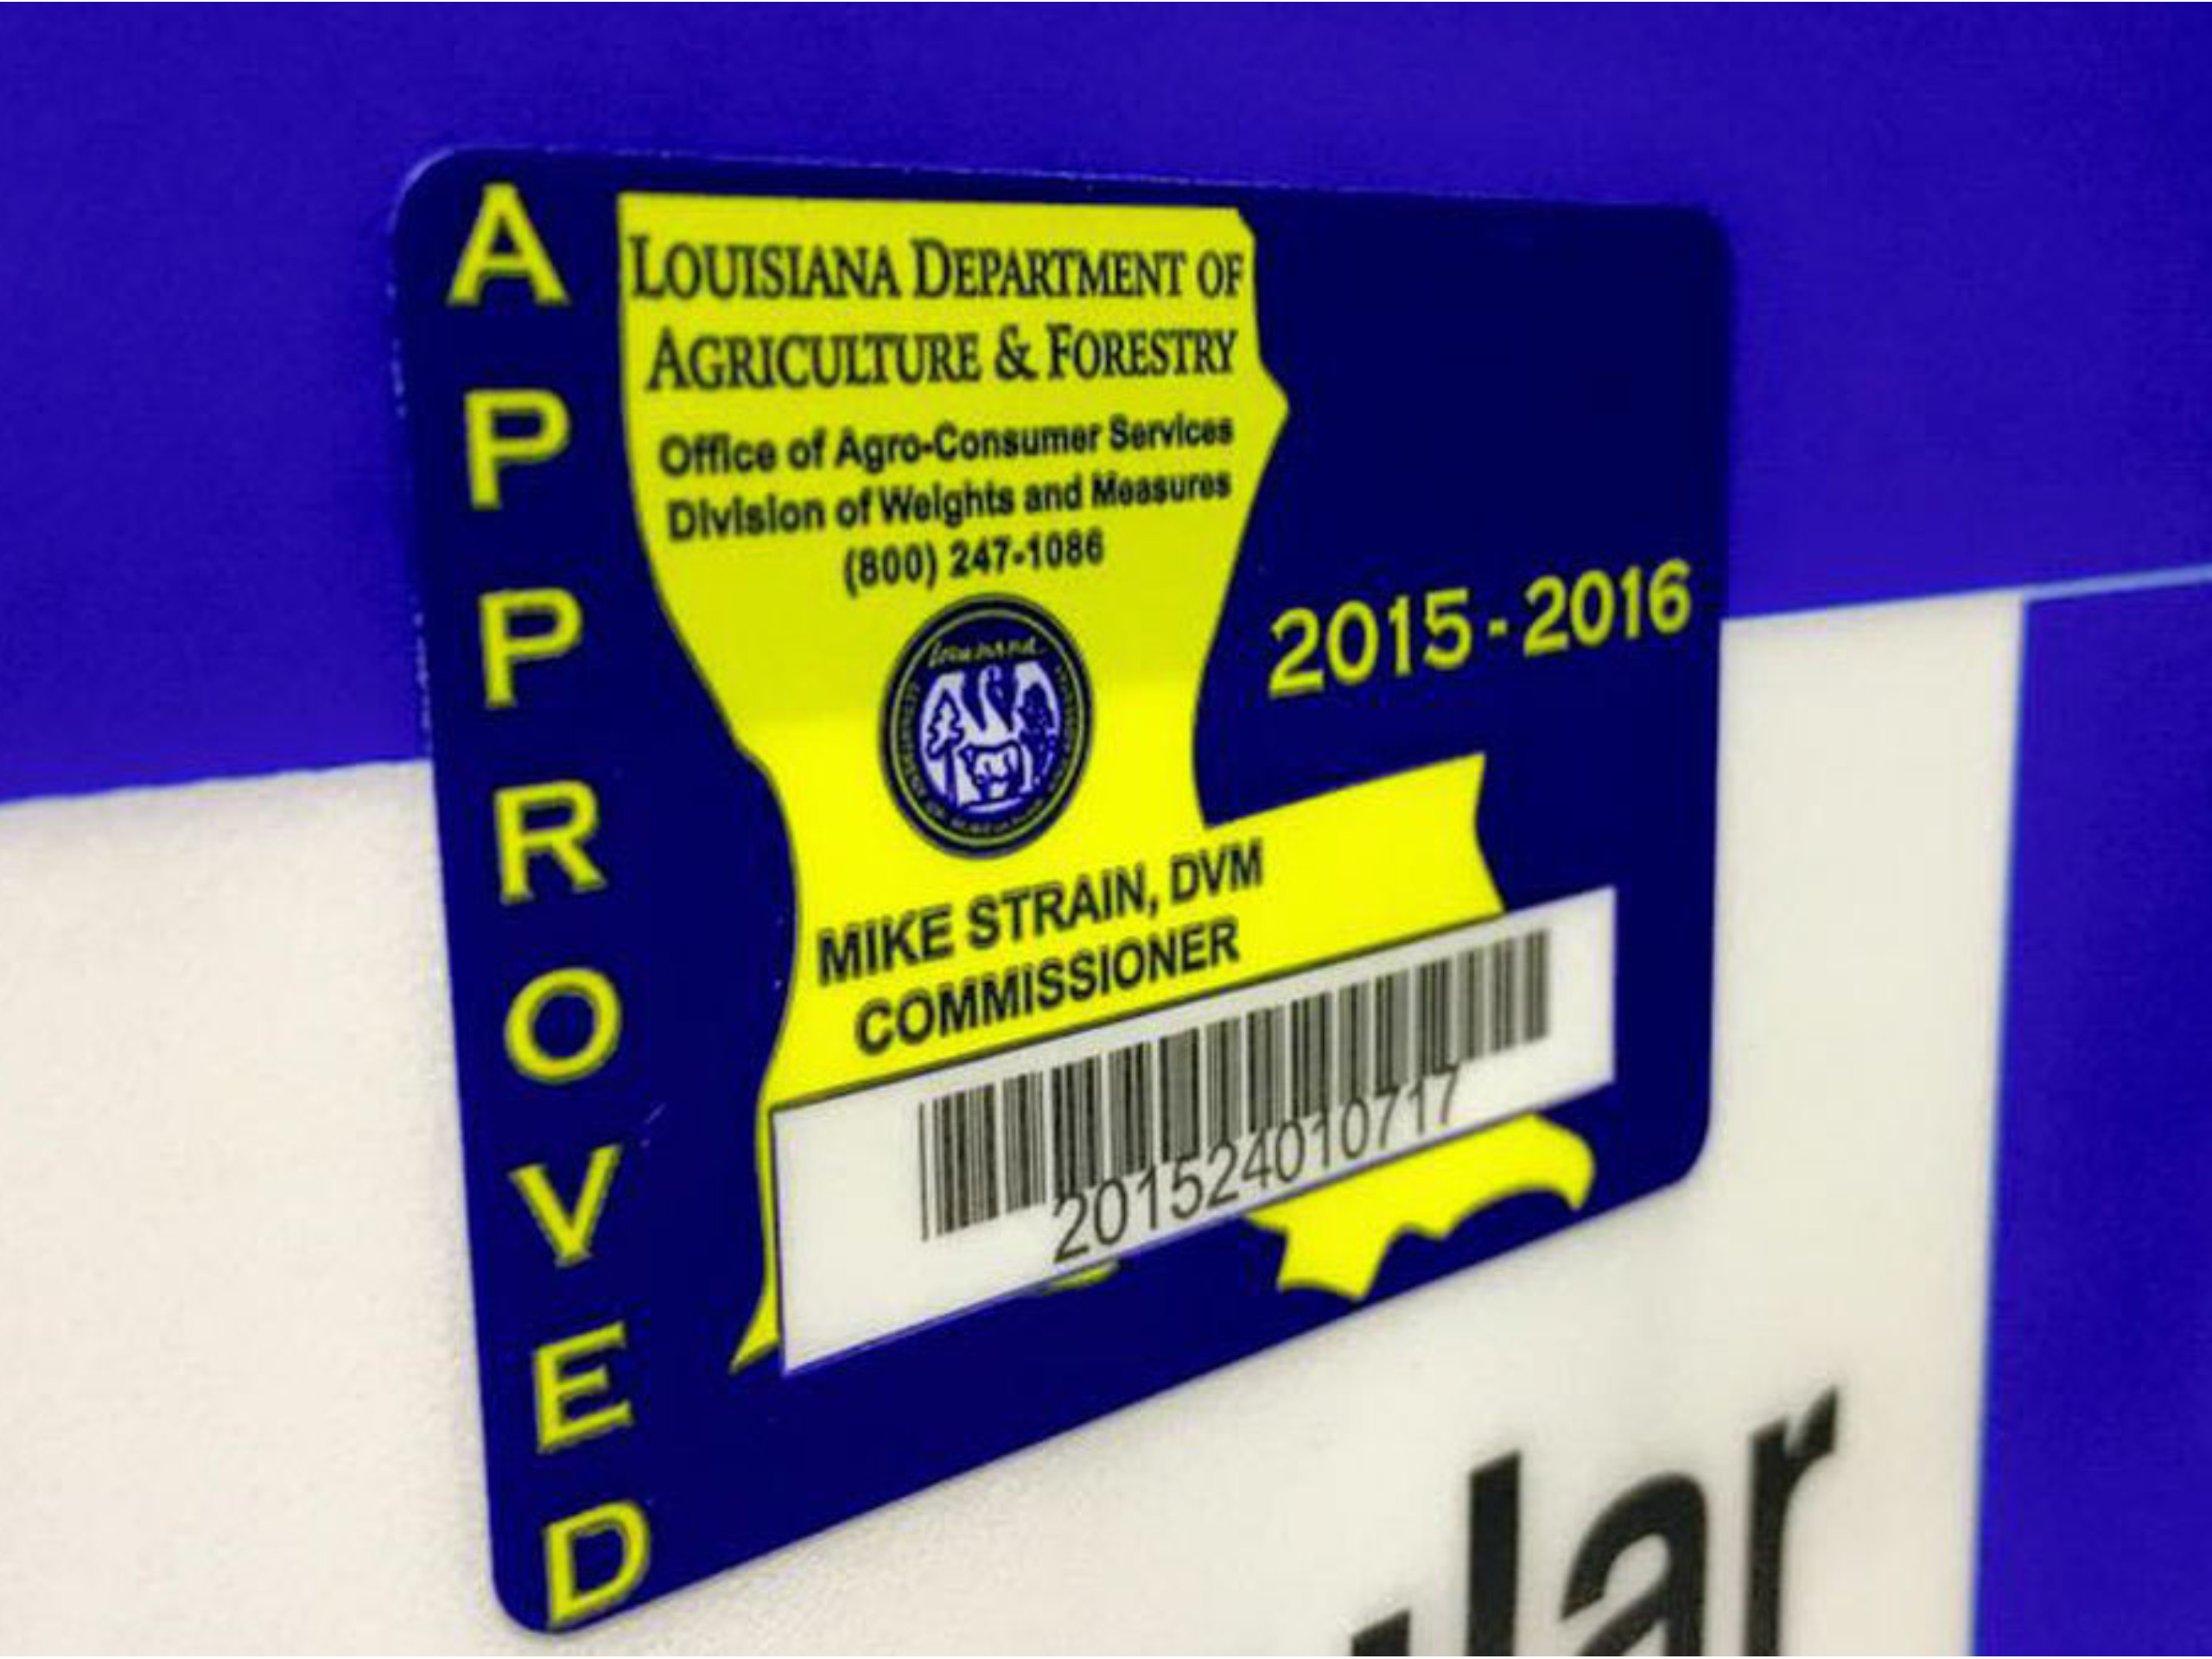 APPROVED
LOUISIANA DEPARTMENT OF
AGRICULTURE & FORESTRY
Office of Agro-Consumer Services
Division of Weights and Measures
(800) 247-1086
Louisiana
2015-2016
MIKE STRAIN, DVM
COMMISSIONER
201524010717
ular